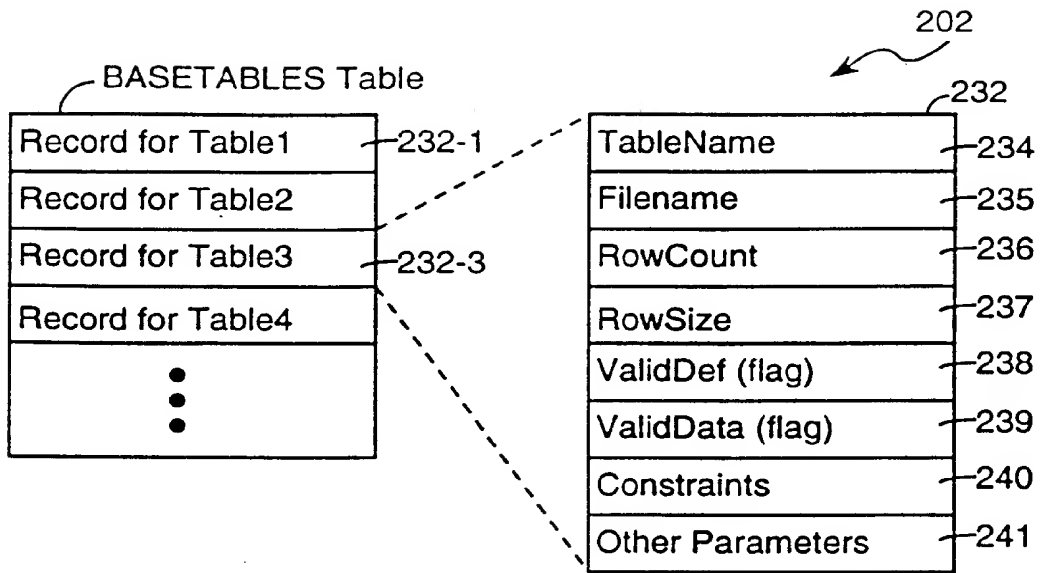 202
BASETABLES Table
232
Record for Table1
232-1
Record for Table2
Record for Table3
232-3
Record for Table4
TableName
234
Filename
235
RowCount
236
RowSize
237
ValidDef (flag)
238
ValidData (flag)
239
Constraints
240
Other Parameters
241